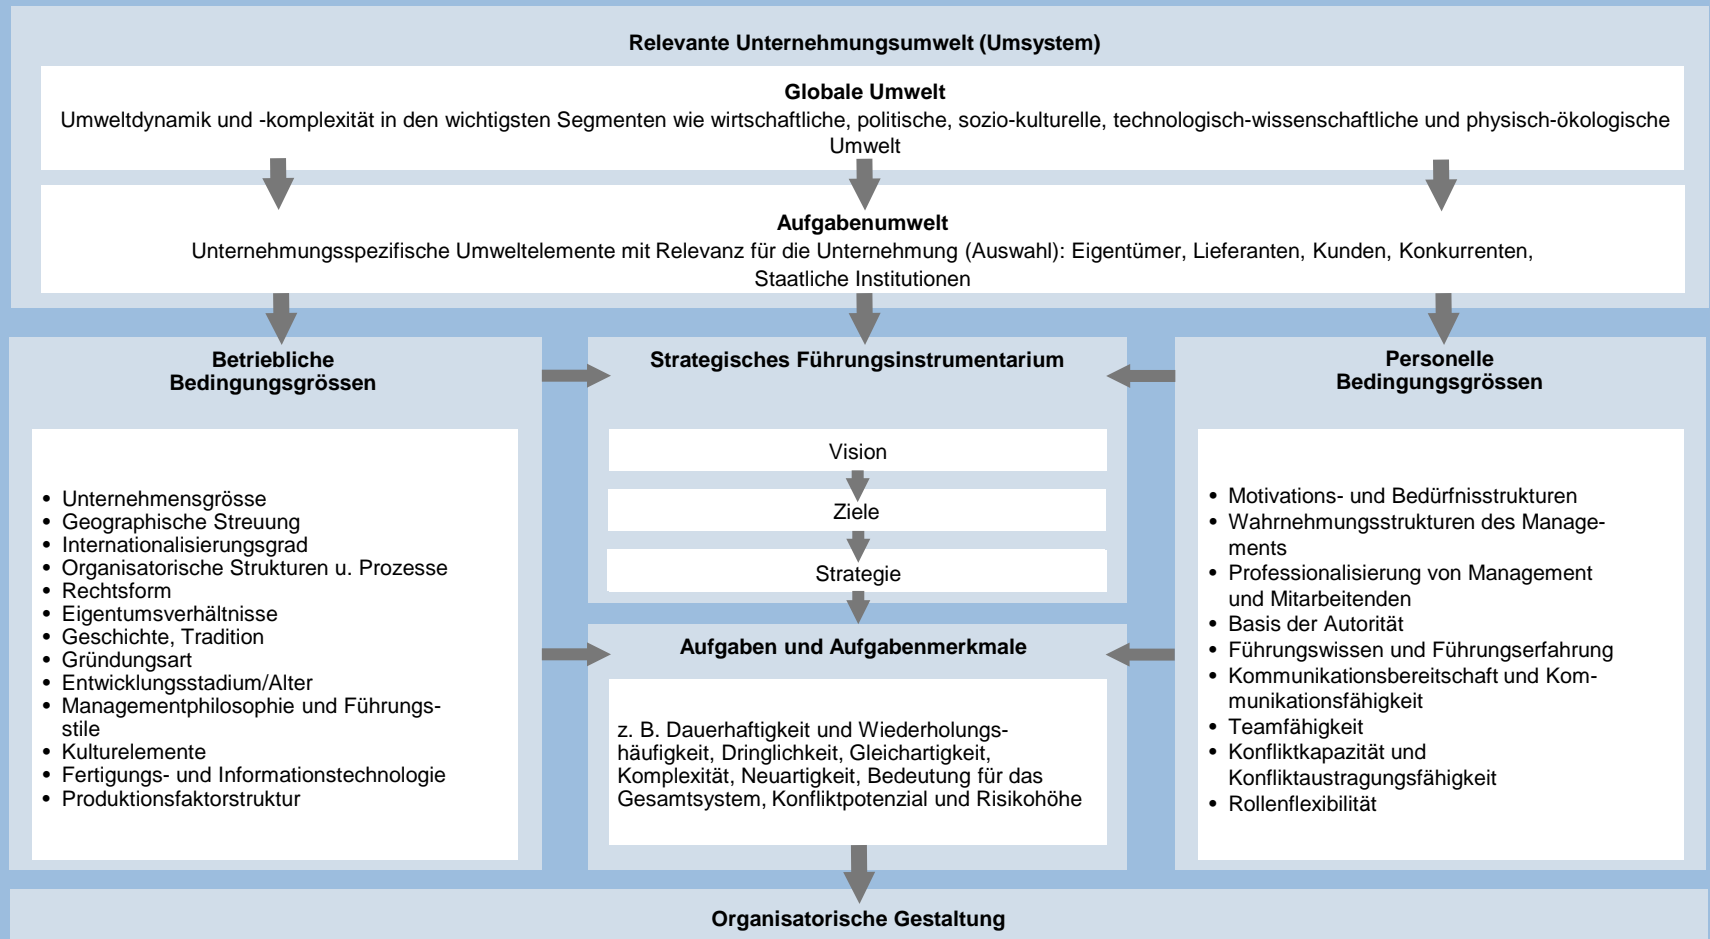 Relevante Unternehmungsumwelt (Umsystem)
Globale Umwelt
Umweltdynamik und -komplexität in den wichtigsten Segmenten wie wirtschaftliche, politische, sozio-kulturelle, technologisch-wissenschaftliche und physisch-ökologische
Umwelt
Aufgabenumwelt
Unternehmungsspezifische Umweltelemente mit Relevanz für die Unternehmung (Auswahl): Eigentümer, Lieferanten, Kunden, Konkurrenten,
Staatliche Institutionen
Betriebliche
Bedingungsgrössen
• Unternehmensgrösse
• Geographische Streuung
• Internationalisierungsgrad
• Organisatorische Strukturen u. Prozesse
• Rechtsform
• Eigentumsverhältnisse
• Geschichte, Tradition
• Gründungsart
• Entwicklungsstadium/Alter
• Managementphilosophie und Führungs-
stile
• Kulturelemente
• Fertigungs- und Informationstechnologie
• Produktionsfaktorstruktur
Strategisches Führungsinstrumentarium
Vision
Ziele
Strategie
Aufgaben und Aufgabenmerkmale
z. B. Dauerhaftigkeit und Wiederholungs-
häufigkeit, Dringlichkeit, Gleichartigkeit,
Komplexität, Neuartigkeit, Bedeutung für das
Gesamtsystem, Konfliktpotenzial und Risikohöhe
Personelle
Bedingungsgrössen
• Motivations- und Bedürfnisstrukturen
• Wahrnehmungsstrukturen des Manage-
ments
• Professionalisierung von Management
und Mitarbeitenden
• Basis der Autorität
• Führungswissen und Führungserfahrung
• Kommunikationsbereitschaft und Kom-
munikationsfähigkeit
• Teamfähigkeit
• Konfliktkapazität und
Konfliktaustragungsfähigkeit
• Rollenflexibilität
Organisatorische Gestaltung